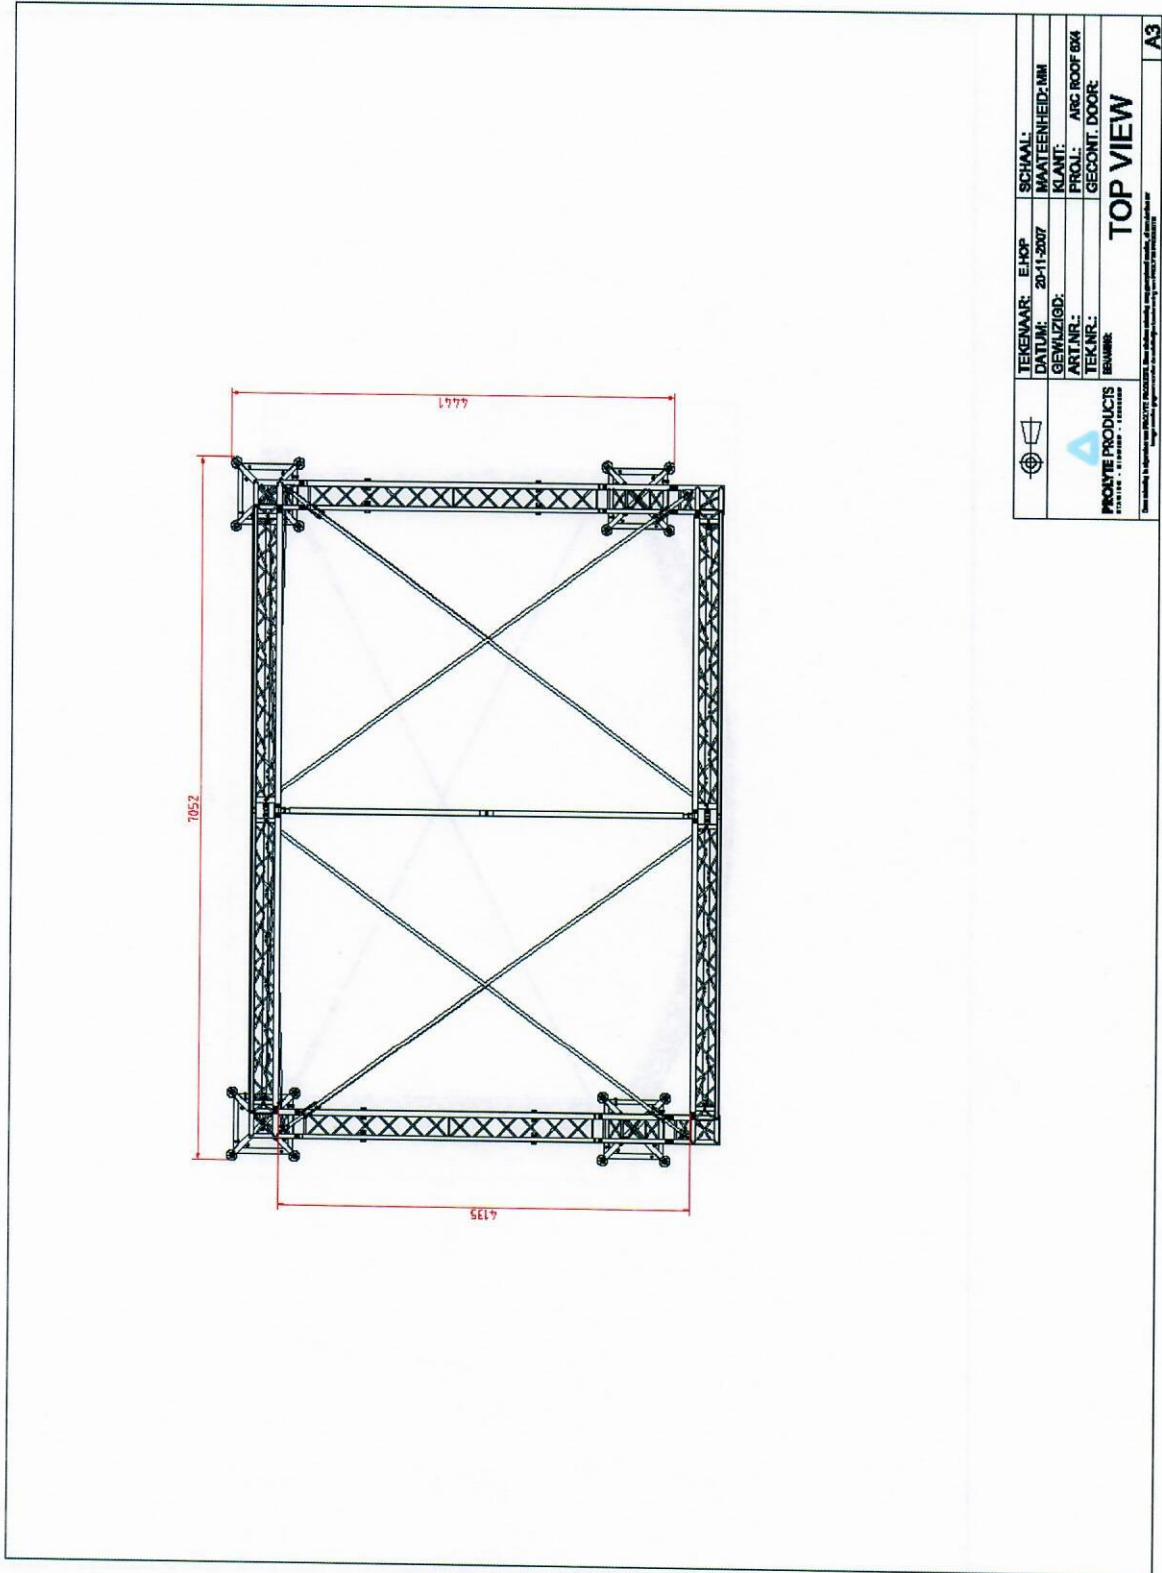 7052
4441
4135
TEKENAAR: E.HOP
SCHAAL:
DATUM: 20-11-2007
MAATEENHEID: MM
GEWIJZIGD:
KLANT:
ART.NR.:
PROJ.: ARC ROOF 6X4
TEK.NR.:
GECONT. DOOR:
PROLYTE PRODUCTS
BENAMING:
TOP VIEW
A3